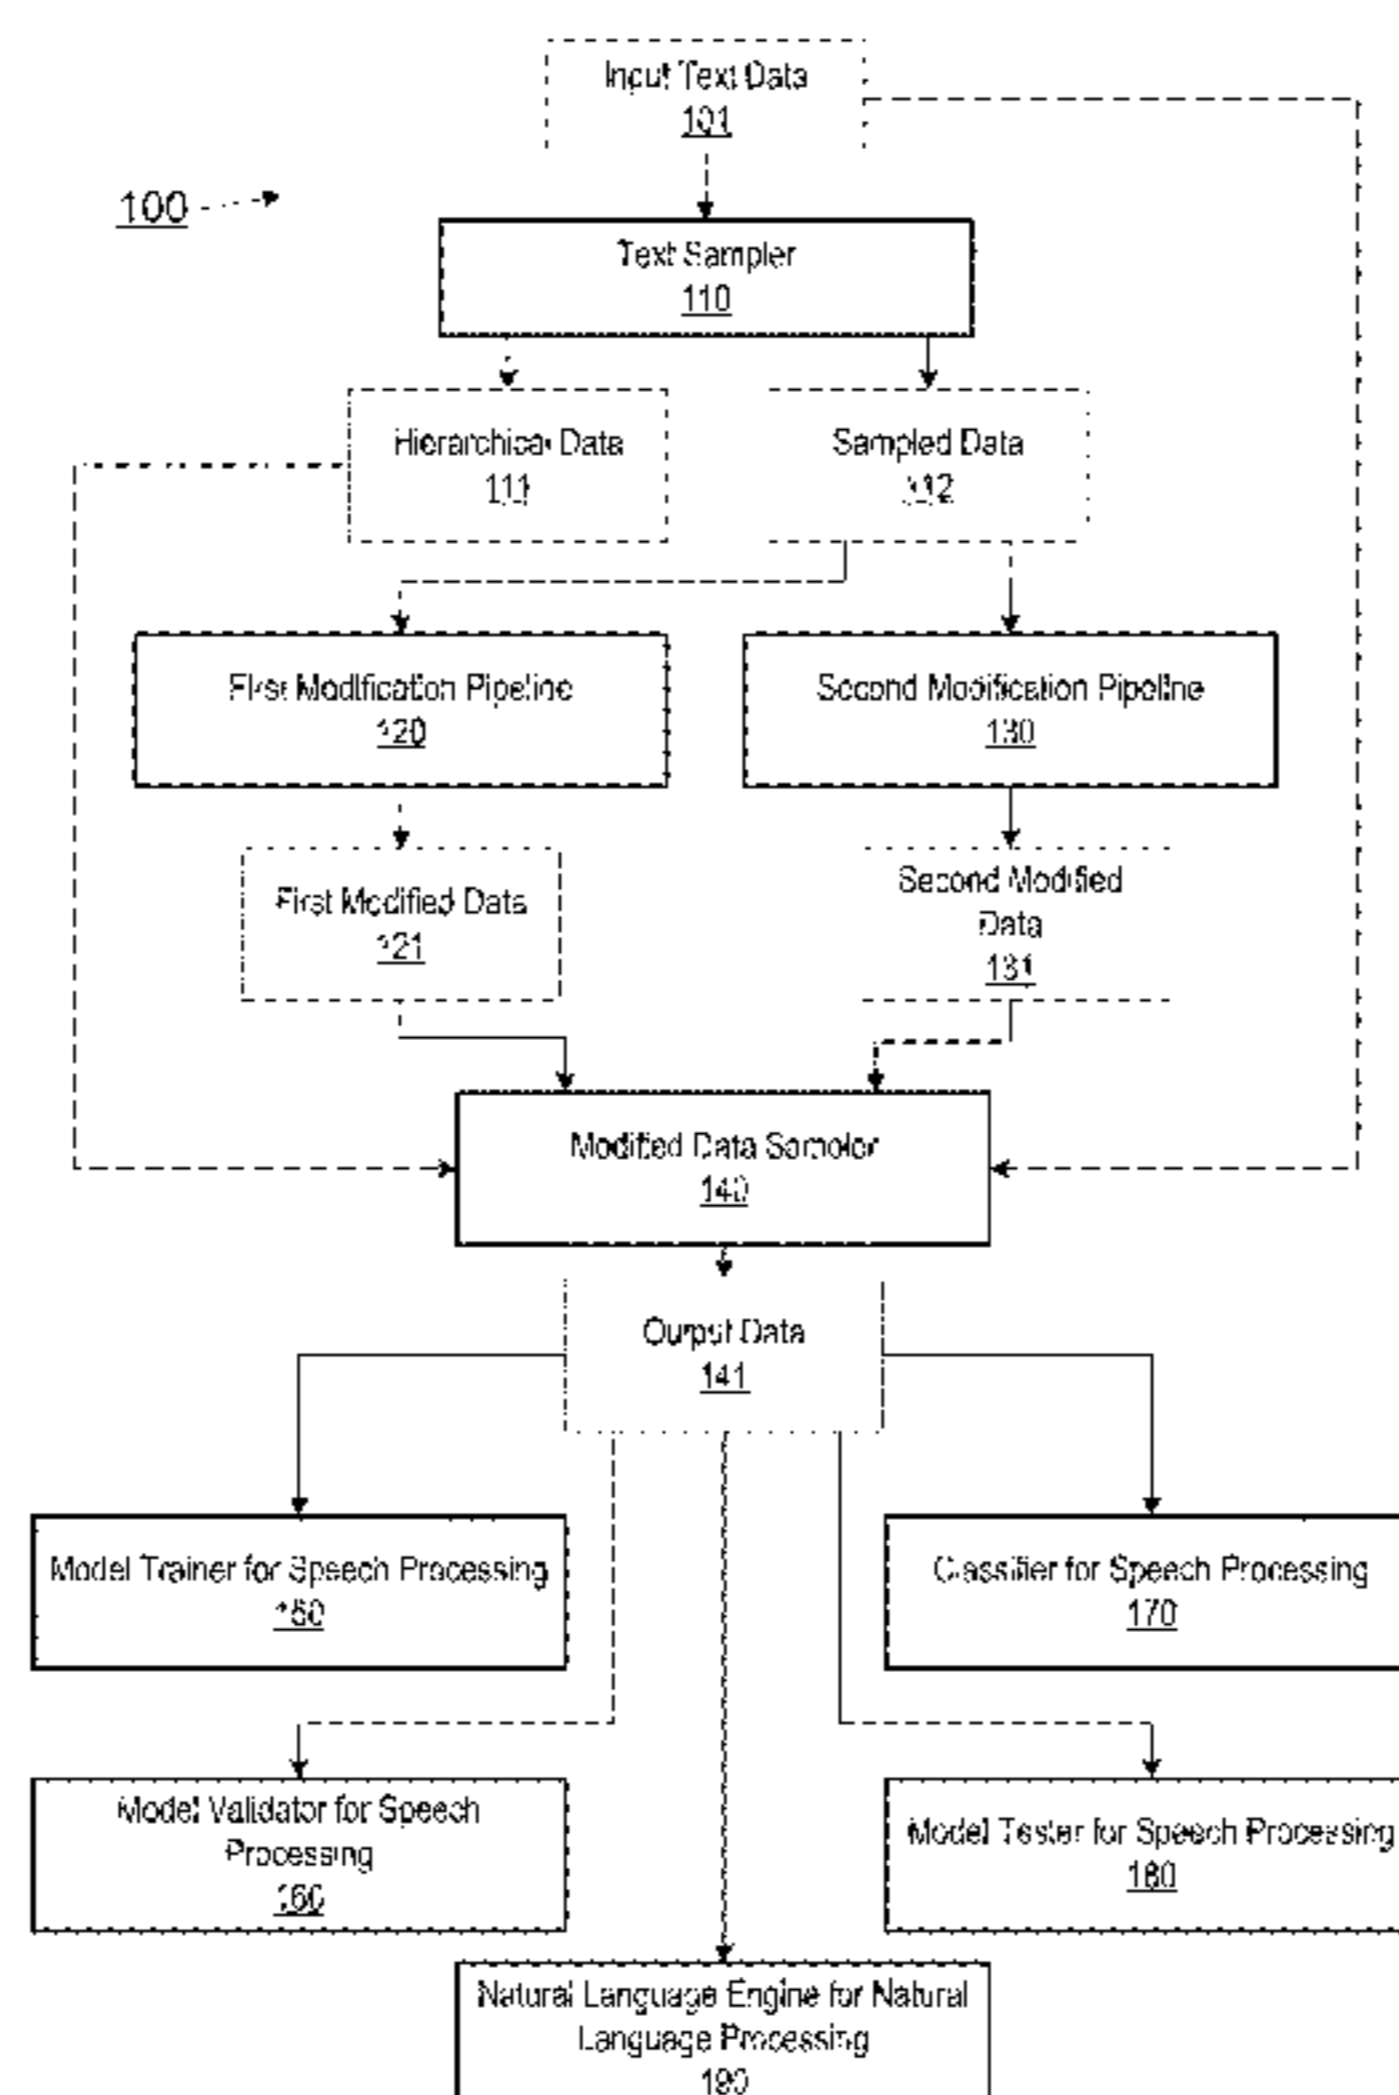 Input Text Data
101
100
Text Sampler
110
Hierarchical Data
111
Sampled Data
112
First Modification Pipeline
120
Second Modification Pipeline
130
First Modified Data
121
Second Modified
Data
131
Modified Data Sampler
140
Output Data
141
Model Trainer for Speech Processing
150
Classifier for Speech Processing
170
Model Validator for Speech
Processing
160
Model Tester for Speech Processing
180
Natural Language Engine for Natural
Language Processing
190